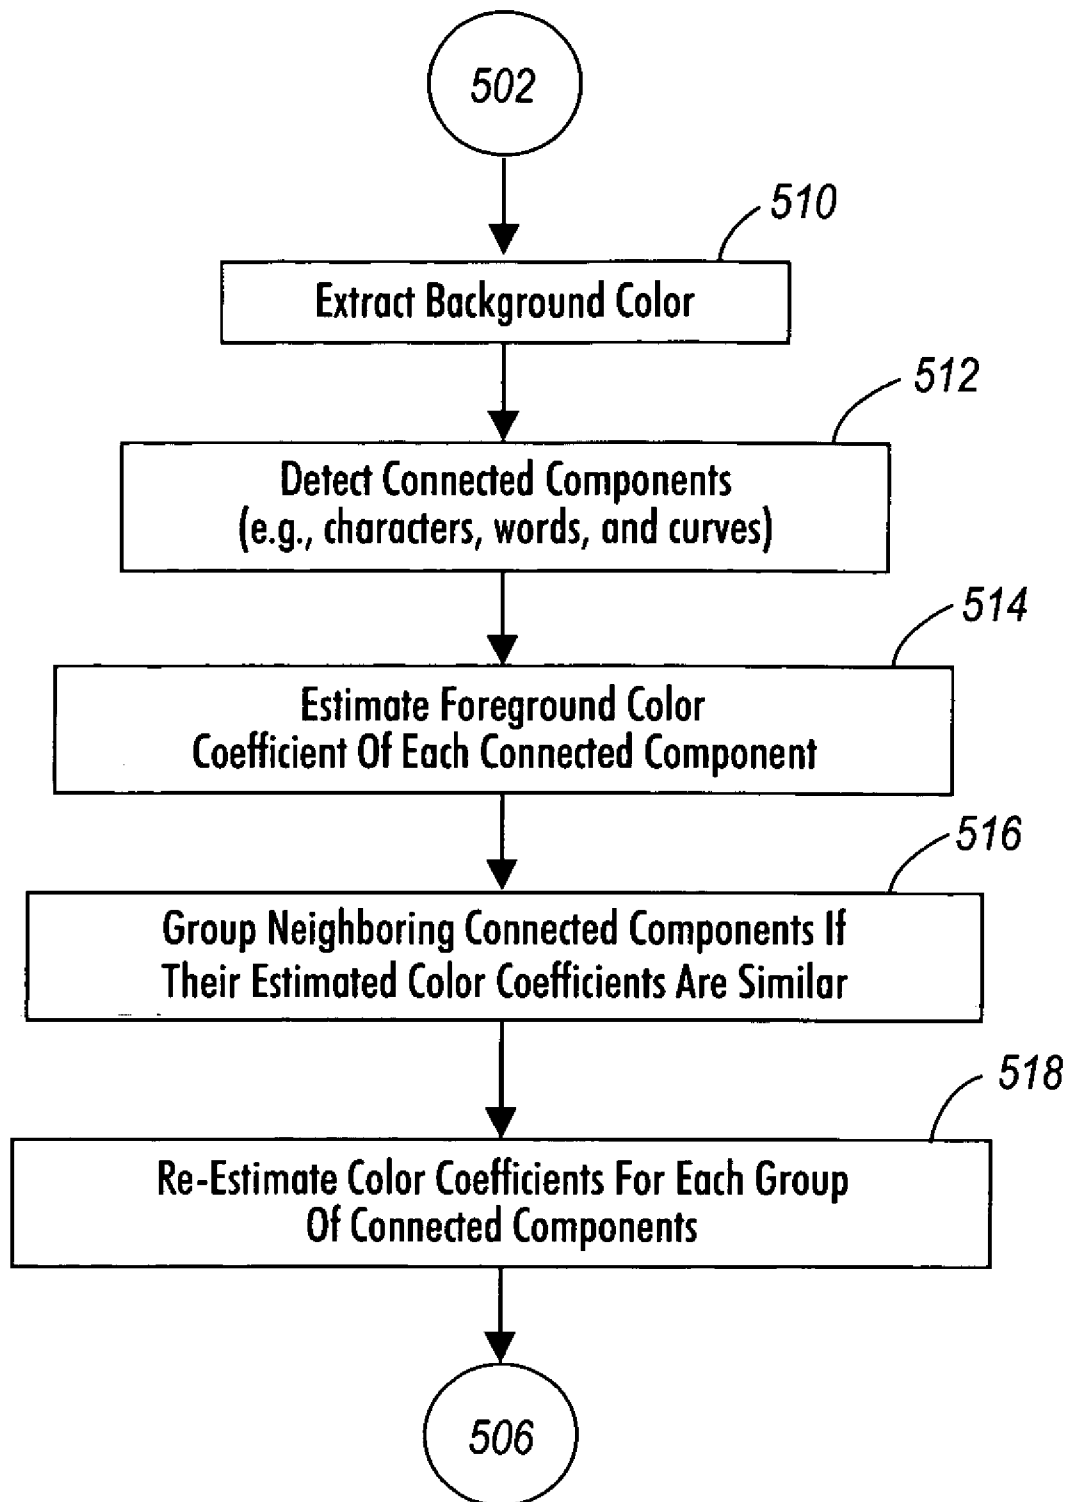 502
510
Extract Background Color
512
Detect Connected Components
(e.g., characters, words, and curves)
514
Estimate Foreground Color
Coefficient Of Each Connected Component
516
Group Neighboring Connected Components If
Their Estimated Color Coefficients Are Similar
518
Re-Estimate Color Coefficients For Each Group
Of Connected Components
506